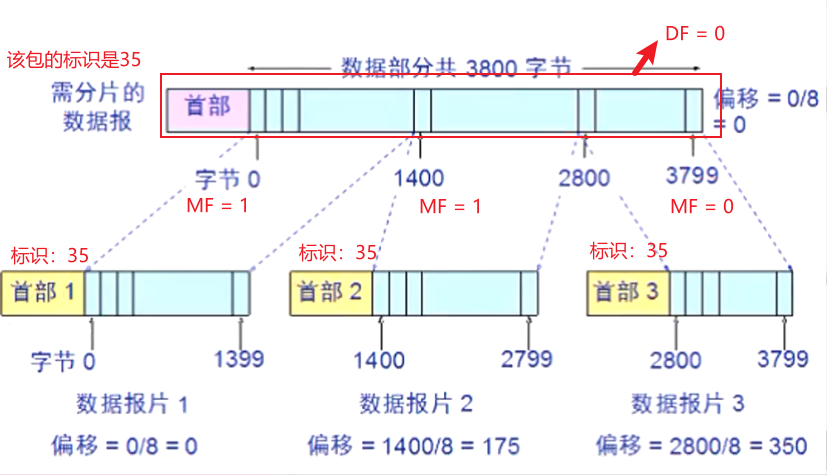 DF = 0
该包的标识是35
数据部分共 3800 字节
需分片的
数据报
首部
偏移 = 0/8
= 0
字节 0
1400
2800
3799
MF = 1
MF = 1
MF = 0
标识：35
标识：35
标识：35
首部 1
首部 2
首部 3
字节 0
1399
1400
2799
2800
3799
数据报片 1
数据报片 2
数据报片 3
偏移 = 0/8 = 0
偏移 = 1400/8 = 175
偏移 = 2800/8 = 350